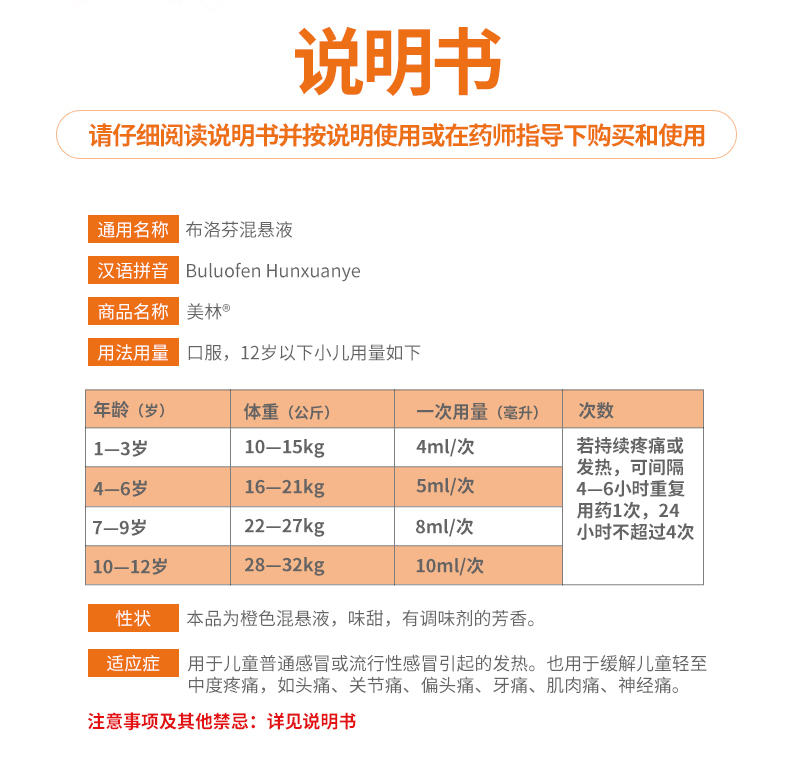 说明书
请仔细阅读说明书并按说明使用或在药师指导下购买和使用
通用名称 布洛芬混悬液
汉语拼音 Buluofen Hunxuanye
商品名称 美林®
用法用量 口服，12岁以下小儿用量如下
年龄（岁） 体重（公斤） 一次用量（毫升） 次数
1—3岁 10—15kg 4ml/次
4—6岁 16—21kg 5ml/次
7—9岁 22—27kg 8ml/次
10—12岁 28—32kg 10ml/次
若持续疼痛或
发热，可间隔
4—6小时重复
用药1次，24
小时不超过4次
性状 本品为橙色混悬液，味甜，有调味剂的芳香。
适应症 用于儿童普通感冒或流行性感冒引起的发热。也用于缓解儿童轻至
中度疼痛，如头痛、关节痛、偏头痛、牙痛、肌肉痛、神经痛。
注意事项及其他禁忌：详见说明书